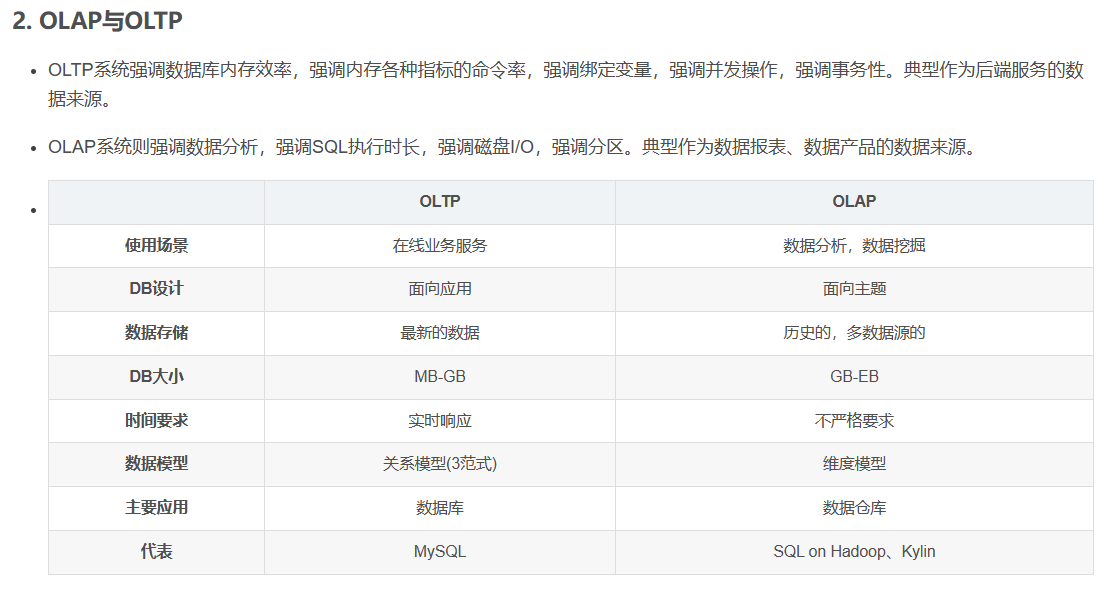 2. OLAP与OLTP
OLTP系统强调数据库内存效率，强调内存各种指标的命令率，强调绑定变量，强调并发操作，强调事务性。典型作为后端服务的数
据来源。
OLAP系统则强调数据分析，强调SQL执行时长，强调磁盘I/O，强调分区。典型作为数据报表、数据产品的数据来源。
OLTP OLAP
使用场景 在线业务服务 数据分析，数据挖掘
DB设计 面向应用 面向主题
数据存储 最新的数据 历史的，多数据源的
DB大小 MB-GB GB-EB
时间要求 实时响应 不严格要求
数据模型 关系模型(3范式) 维度模型
主要应用 数据库 数据仓库
代表 MySQL SQL on Hadoop、Kylin